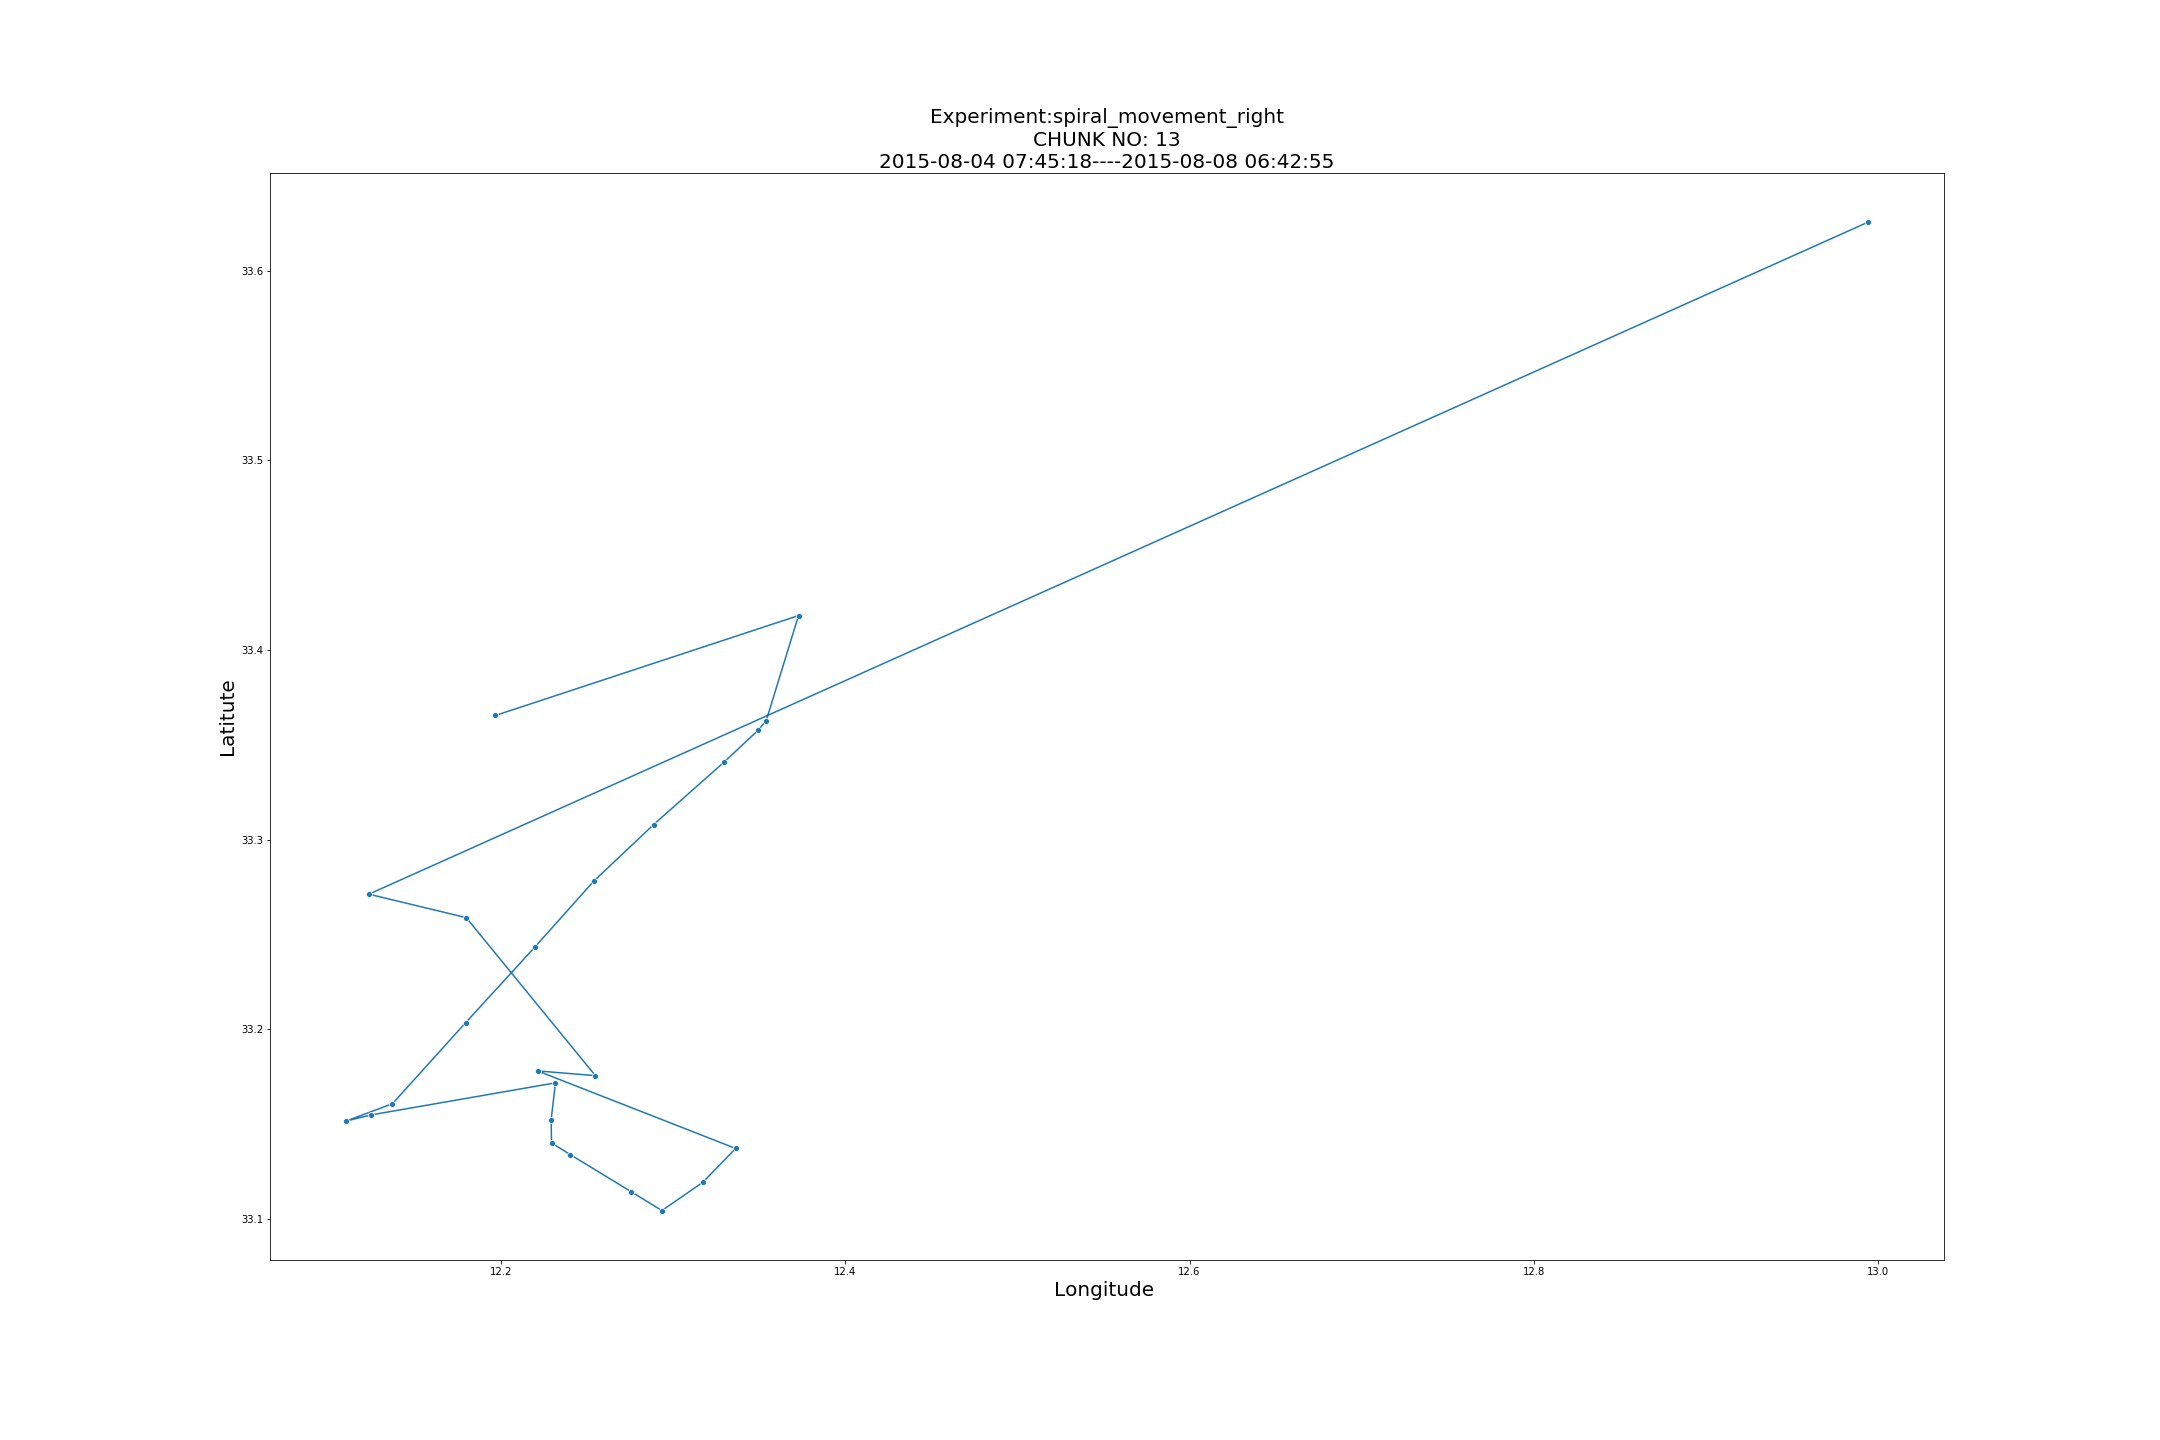 Experiment:spiral_movement_right
CHUNK NO: 13
2015-08-04 07:45:18----2015-08-08 06:42:55
33.6
33.5
33.4
33.3
33.2
33.1
Latitute
12.2 12.4 12.6 12.8 13.0
Longitude